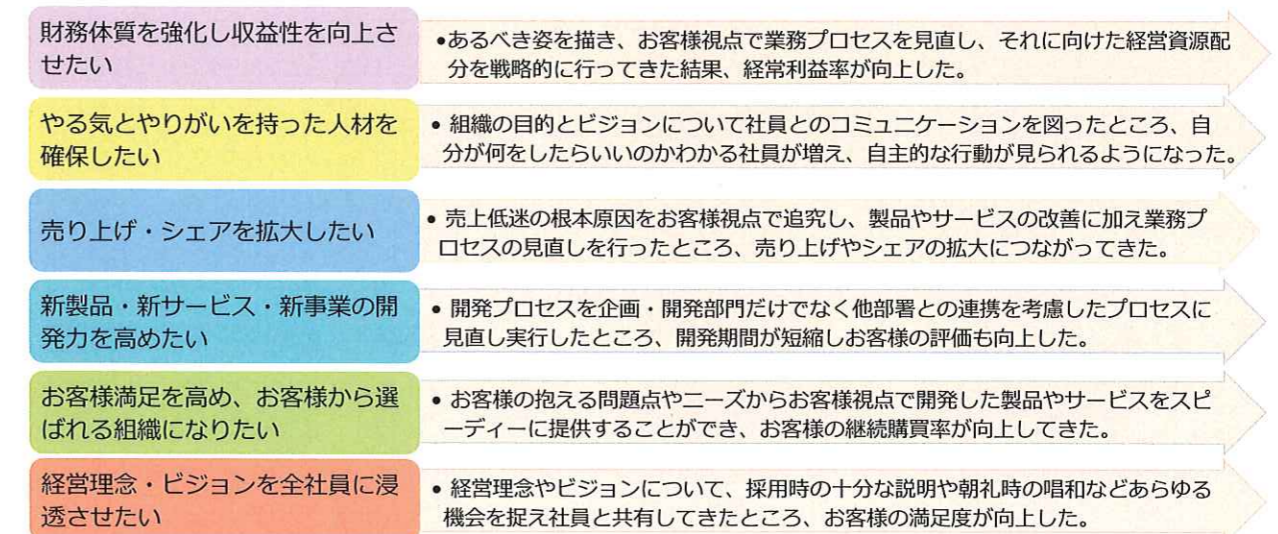 財務体質を強化し収益性を向上さ
せたい
•あるべき姿を描き、お客様視点で業務プロセスを見直し、それに向けた経営資源配
分を戦略的に行ってきた結果、経常利益率が向上した。
やる気とやりがいを持った人材を
確保したい
• 組織の目的とビジョンについて社員とのコミュニケーションを図ったところ、自
分が何をしたらいいのかわかる社員が増え、自主的な行動が見られるようになった。
売り上げ・シェアを拡大したい
• 売上低迷の根本原因をお客様視点で追究し、製品やサービスの改善に加え業務プ
ロセスの見直しを行ったところ、売り上げやシェアの拡大につながってきた。
新製品・新サービス・新事業の開
発力を高めたい
• 開発プロセスを企画・開発部門だけでなく他部署との連携を考慮したプロセスに
見直し実行したところ、開発期間が短縮しお客様の評価も向上した。
お客様満足を高め、お客様から選
ばれる組織になりたい
• お客様の抱える問題点やニーズからお客様視点で開発した製品やサービスをスピ
ーディーに提供することができ、お客様の継続購買率が向上してきた。
経営理念・ビジョンを全社員に浸
透させたい
• 経営理念やビジョンについて、採用時の十分な説明や朝礼時の唱和などあらゆる
機会を捉え社員と共有してきたところ、お客様の満足度が向上した。